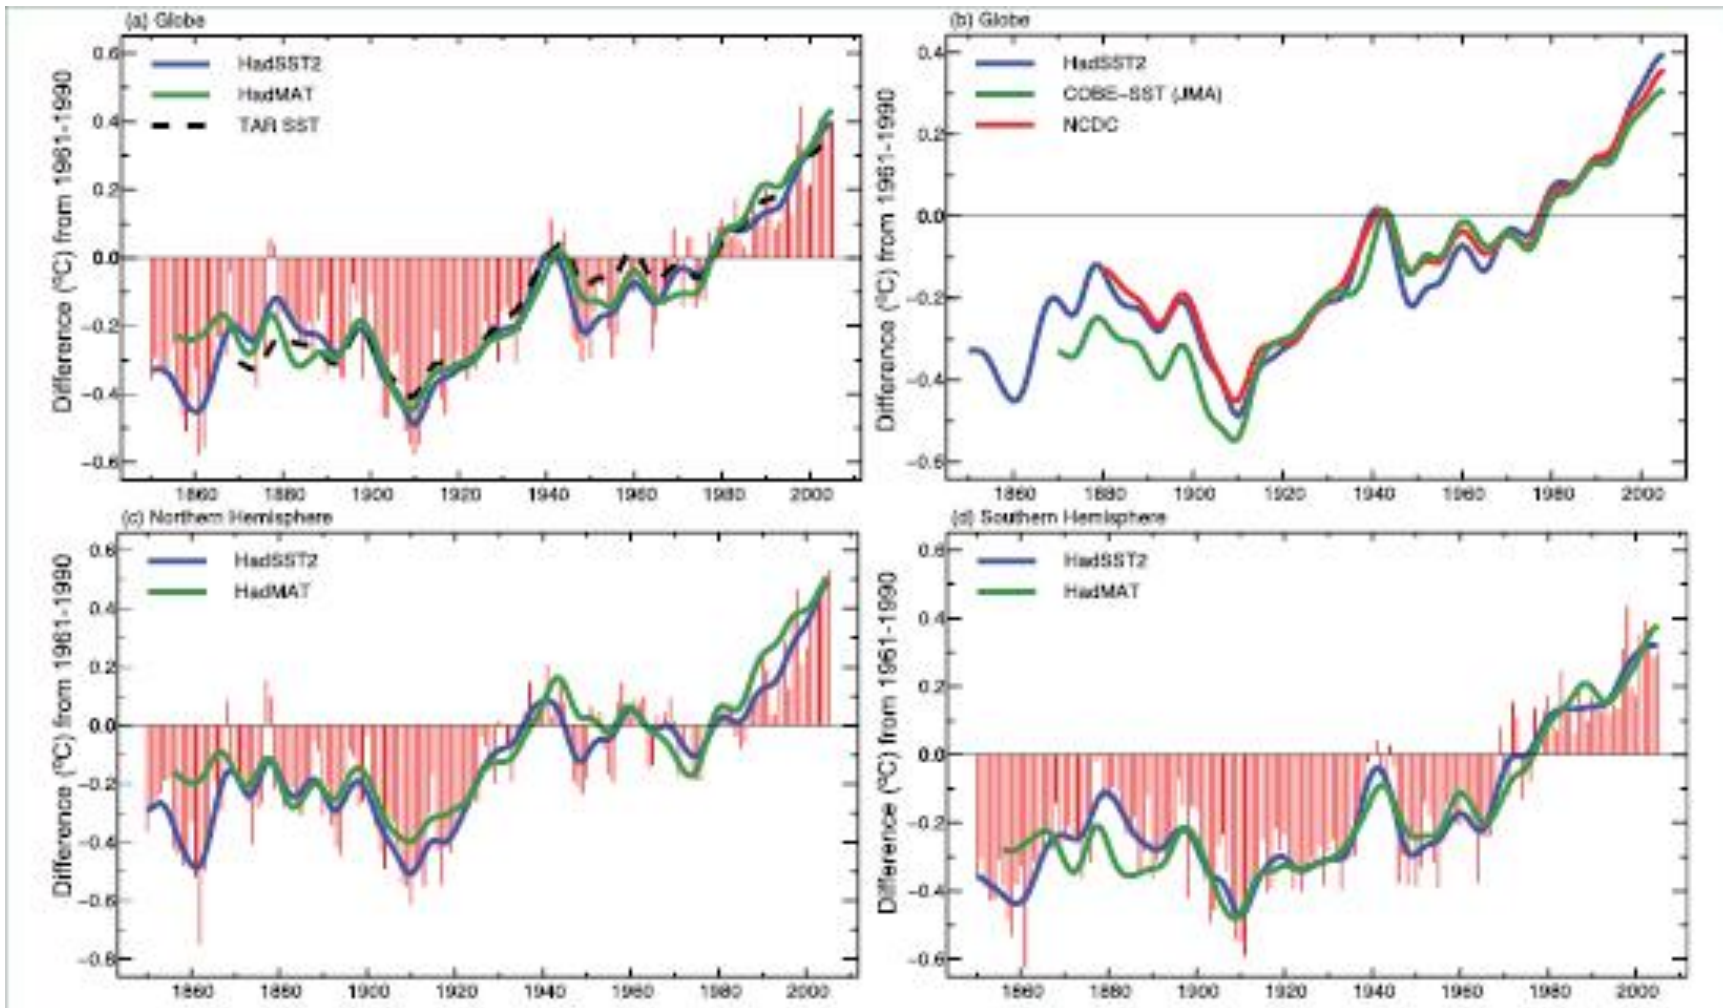 (a) Globe
0.6
0.4
0.2
0.0
-0.2
-0.4
-0.6
Difference (ºC) from 1961-1990
HadSST2
HadMAT
TAR SST
1860 1880 1900 1920 1940 1960 1980 2000
(b) Globe
0.4
0.2
0.0
-0.2
-0.4
-0.6
Difference (ºC) from 1961-1990
HadSST2
COBE-SST (JMA)
NCDC
1860 1880 1900 1920 1940 1960 1980 2000
(c) Northern Hemisphere
0.6
0.4
0.2
0.0
-0.2
-0.4
-0.6
-0.8
Difference (ºC) from 1961-1990
HadSST2
HadMAT
1860 1880 1900 1920 1940 1960 1980 2000
(d) Southern Hemisphere
0.6
0.4
0.2
0.0
-0.2
-0.4
-0.6
Difference (ºC) from 1961-1990
HadSST2
HadMAT
1860 1880 1900 1920 1940 1960 1980 2000